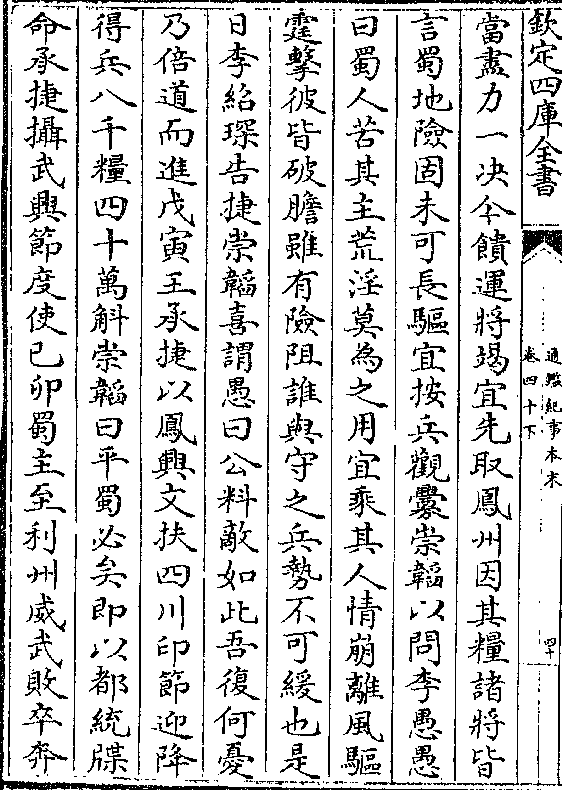 欽定四庫全書
通鑑紀事本末
卷四十下
四十
當盡力一决今饋運將竭宜先取鳳州因其糧諸將皆
言蜀地險固未可長驅宜按兵觀釁崇韜以問李愚愚
曰蜀人苦其主荒淫莫為之用宜乘其人情崩離風驅
霆擊彼皆破膽雖有險阻誰與守之兵勢不可緩也是
日李紹琛告捷崇韜喜謂愚曰公料敵如此吾復何憂
乃倍道而進戊寅王承捷以鳳興文扶四川印節迎降
得兵八千糧四十萬斛崇韜曰平蜀必矣即以都統牒
命承捷攝武興節度使己卯蜀主至利州威武敗卒奔